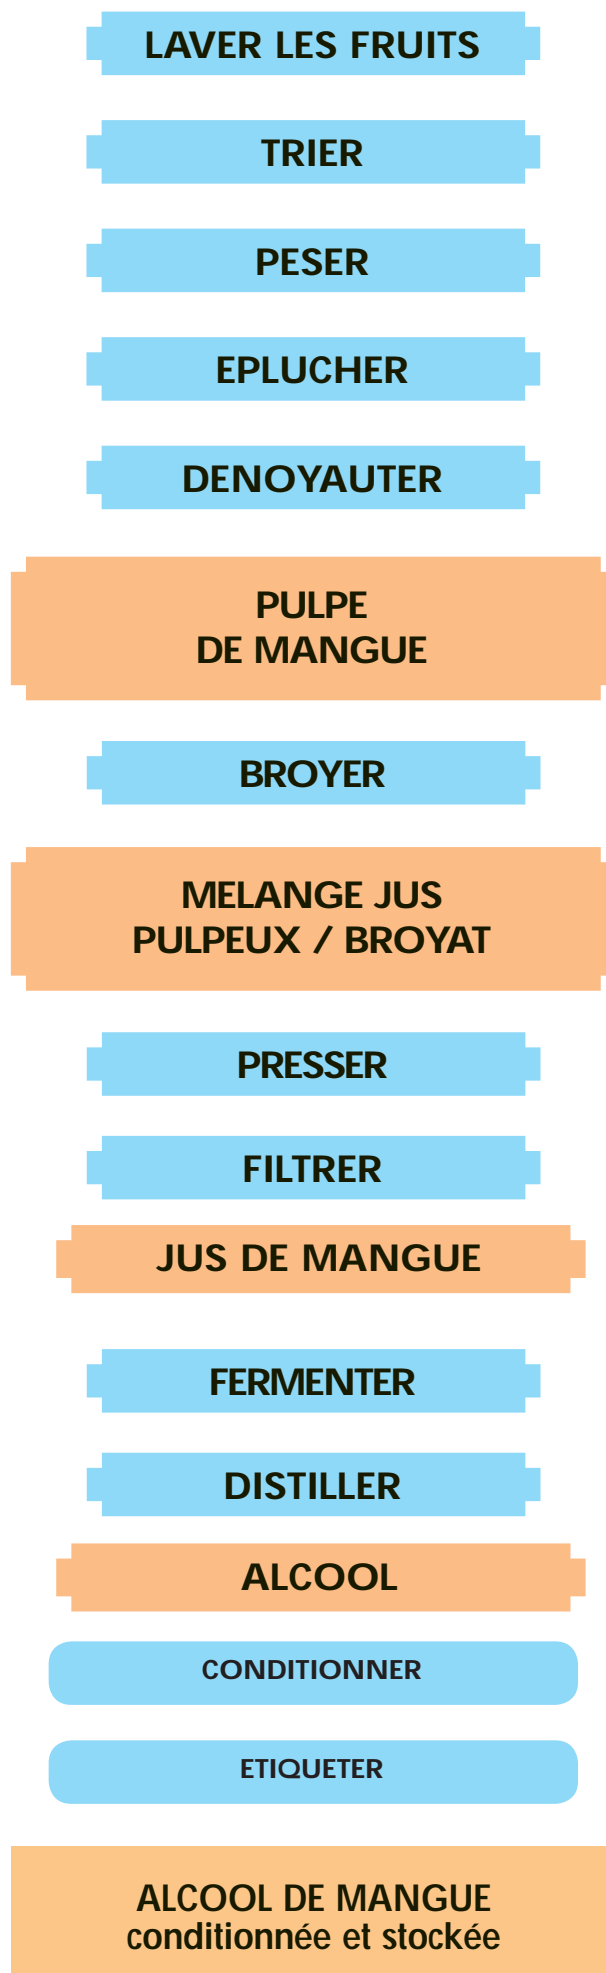 LAVER LES FRUITS
TRIER
PESER
EPLUCHER
DENOYAUTER
PULPE
DE MANGUE
BROYER
MELANGE JUS
PULPEUX / BROYAT
PRESSER
FILTRER
JUS DE MANGUE
FERMENTER
DISTILLER
ALCOOL
CONDITIONNER
ETIQUETER
ALCOOL DE MANGUE
conditionnée et stockée